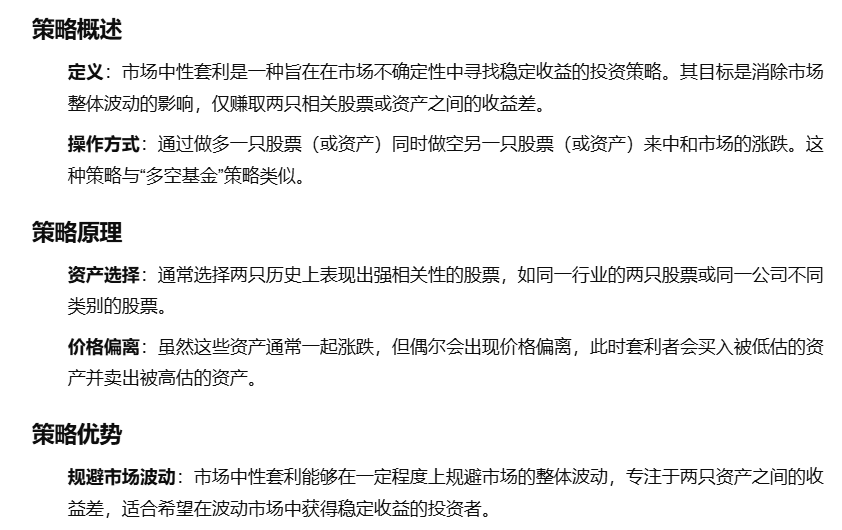 策略概述
定义：市场中性套利是一种旨在在市场不确定性中寻找稳定收益的投资策略。其目标是消除市场
整体波动的影响，仅赚取两只相关股票或资产之间的收益差。
操作方式：通过做多一只股票（或资产）同时做空另一只股票（或资产）来中和市场的涨跌。这
种策略与“多空基金”策略类似。
策略原理
资产选择：通常选择两只历史上表现出强相关性的股票，如同一行业的两只股票或同一公司不同
类别的股票。
价格偏离：虽然这些资产通常一起涨跌，但偶尔会出现价格偏离，此时套利者会买入被低估的资
产并卖出被高估的资产。
策略优势
规避市场波动：市场中性套利能够在一定程度上规避市场的整体波动，专注于两只资产之间的收
益差，适合希望在波动市场中获得稳定收益的投资者。